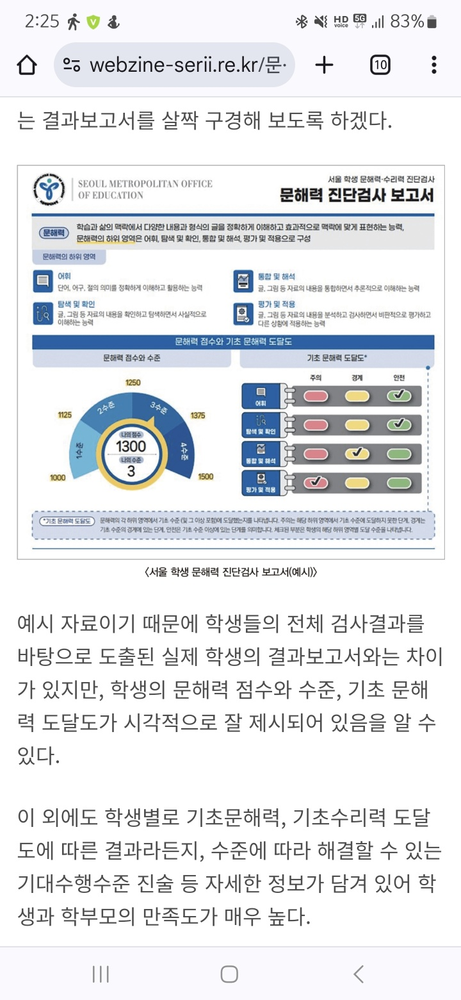 2:25
HD voice 5G 83%
webzine-serii.re.kr/문·
10
는 결과보고서를 살짝 구경해 보도록 하겠다.
SEOUL METROPOLITAN OFFICE
OF EDUCATION
서울 학생 문해력·수리력 진단검사
문해력 진단검사 보고서
문해력
학습과 삶의 맥락에서 다양한 내용과 형식의 글을 정확하게 이해하고 효과적으로 맥락에 맞게 표현하는 능력,
문해력의 하위 영역은 어휘, 탐색 및 확인, 통합 및 해석, 평가 및 적용으로 구성
문해력의 하위 영역
어휘
단어, 어구, 절의 의미를 정확하게 이해하고 활용하는 능력
통합 및 해석
글, 그림 등 자료의 내용을 통합하면서 추론적으로 이해하는 능력
탐색 및 확인
글, 그림 등 자료의 내용을 확인하고 탐색하면서 사실적으로
이해하는 능력
평가 및 적용
글, 그림 등 자료의 내용을 분석하고 검사하면서 비판적으로 평가하고
다른 상황에 적용하는 능력
문해력 점수와 기초 문해력 도달도
문해력 점수와 수준
1250
1125
2수준
3수준
1375
1수준
나의 점수
1300
나의 수준
3
4수준
1000
1500
기초 문해력 도달도*
주의 경계 안전
어휘
탐색 및 확인
통합 및 해석
평가 및 적용
*기초 문해력 도달도
문해력의 각 하위 영역에서 기초 수준 (및 그 이상 포함)에 도달했는지를 나타냅니다. 주의는 해당 하위 영역에서 기초 수준에 도달하지 못한 단계, 경계는
기초 수준의 경계에 있는 단계, 안전은 기초 수준 이상에 있는 단계를 의미합니다. 체크된 부분은 학생의 해당 하위 영역별 도달 수준을 나타냅니다.
〈서울 학생 문해력 진단검사 보고서(예시)〉
예시 자료이기 때문에 학생들의 전체 검사결과를
바탕으로 도출된 실제 학생의 결과보고서와는 차이
가 있지만, 학생의 문해력 점수와 수준, 기초 문해
력 도달도가 시각적으로 잘 제시되어 있음을 알 수
있다.
이 외에도 학생별로 기초문해력, 기초수리력 도달
도에 따른 결과라든지, 수준에 따라 해결할 수 있는
기대수행수준 진술 등 자세한 정보가 담겨 있어 학
생과 학부모의 만족도가 매우 높다.